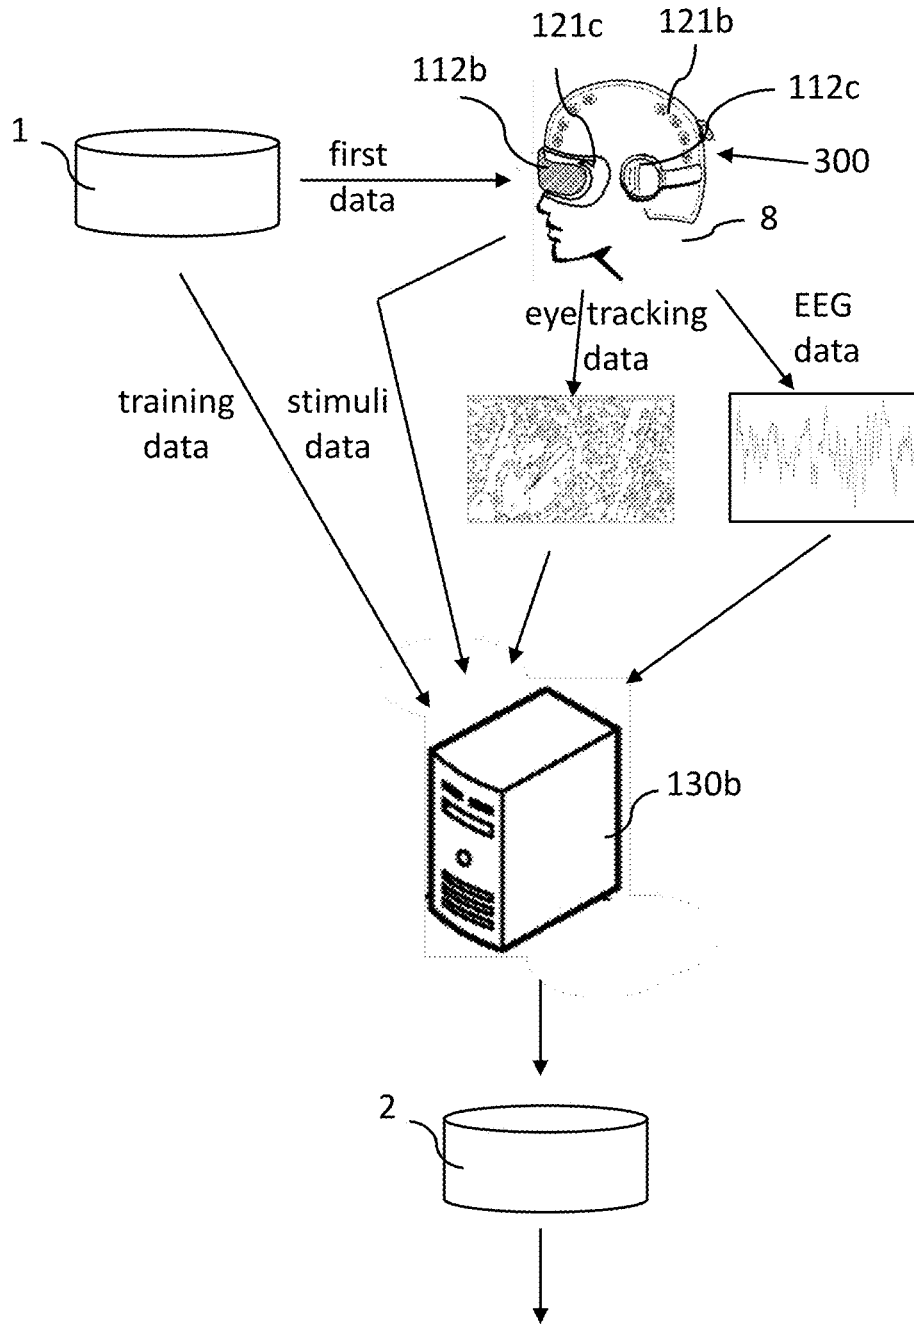 121c
121b
112b
112c
1
first
data
300
8
eye tracking
data
EEG
data
training
data
stimuli
data
130b
2